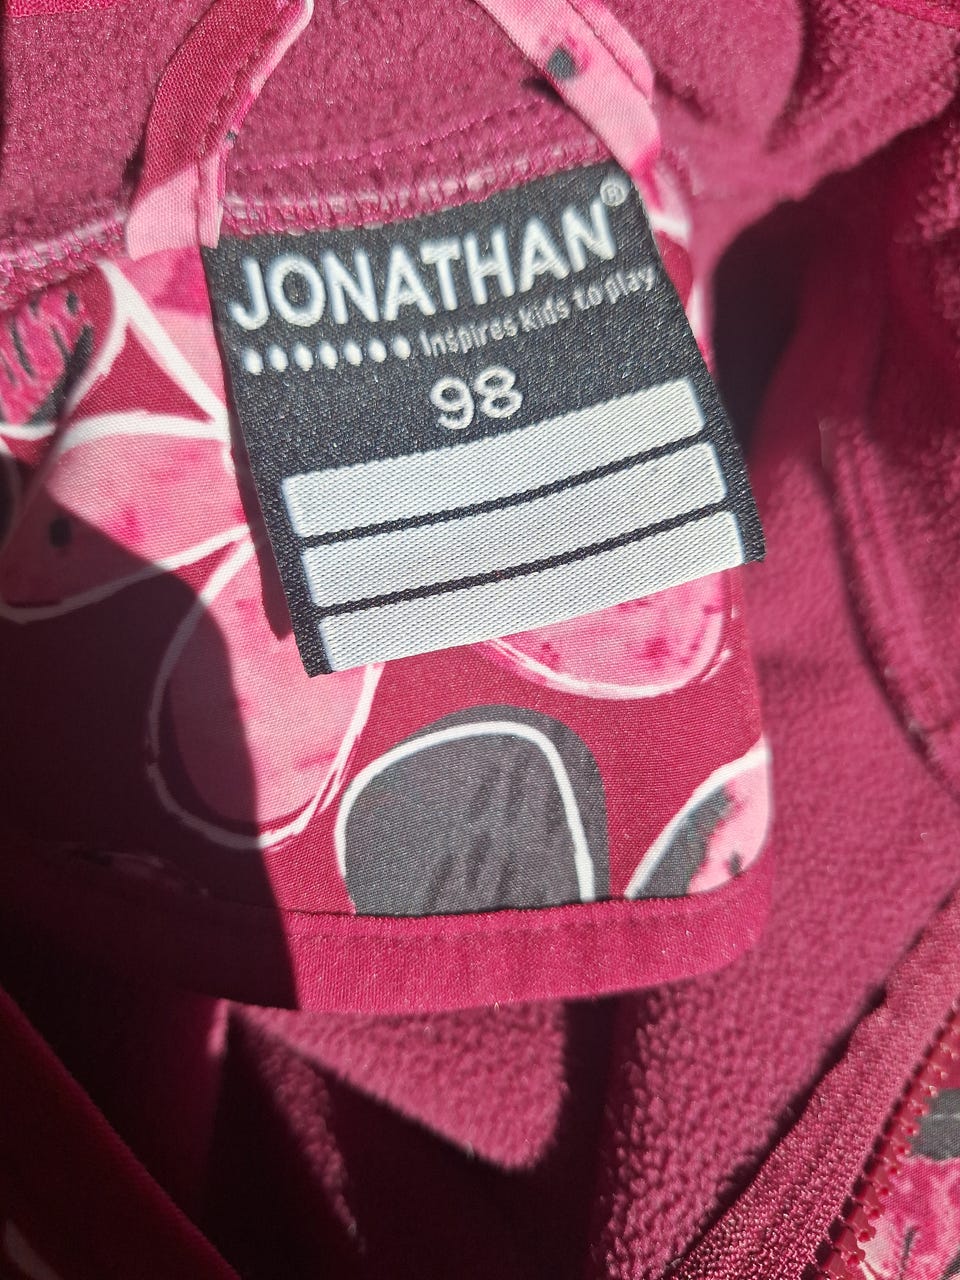 JONATHAN®
Inspires kids to play
98